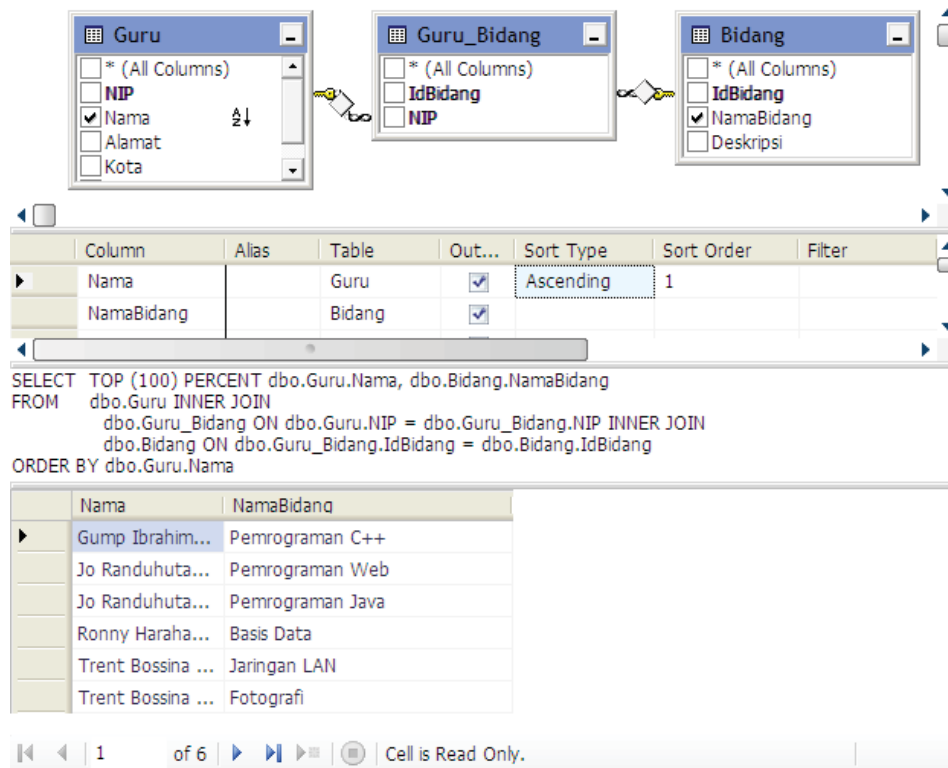 Guru
* (All Columns)
NIP
Nama
Alamat
Kota
Guru_Bidang
* (All Columns)
IdBidang
NIP
Bidang
* (All Columns)
IdBidang
NamaBidang
Deskripsi
Column Alias Table Out... Sort Type Sort Order Filter
Nama Guru Ascending 1
NamaBidang Bidang
SELECT TOP (100) PERCENT dbo.Guru.Nama, dbo.Bidang.NamaBidang
FROM dbo.Guru INNER JOIN
dbo.Guru_Bidang ON dbo.Guru.NIP = dbo.Guru_Bidang.NIP INNER JOIN
dbo.Bidang ON dbo.Guru_Bidang.IdBidang = dbo.Bidang.IdBidang
ORDER BY dbo.Guru.Nama
Nama NamaBidang
Gump Ibrahim... Pemrograman C++
Jo Randuhuta... Pemrograman Web
Jo Randuhuta... Pemrograman Java
Ronny Haraha... Basis Data
Trent Bossina ... Jaringan LAN
Trent Bossina ... Fotografi
1 of 6 Cell is Read Only.